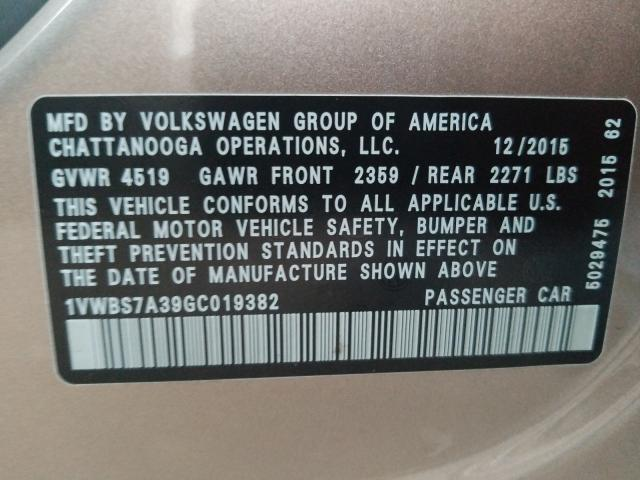 MFD BY VOLKSWAGEN GROUP OF AMERICA
CHATTANOOGA OPERATIONS, LLC. 12/2015
GVWR 4519 GAWR FRONT 2359 / REAR 2271 LBS
THIS VEHICLE CONFORMS TO ALL APPLICABLE U.S.
FEDERAL MOTOR VEHICLE SAFETY, BUMPER AND
THEFT PREVENTION STANDARDS IN EFFECT ON
THE DATE OF MANUFACTURE SHOWN ABOVE
1VWBS7A39GC019382 PASSENGER CAR
5029475 2015 62